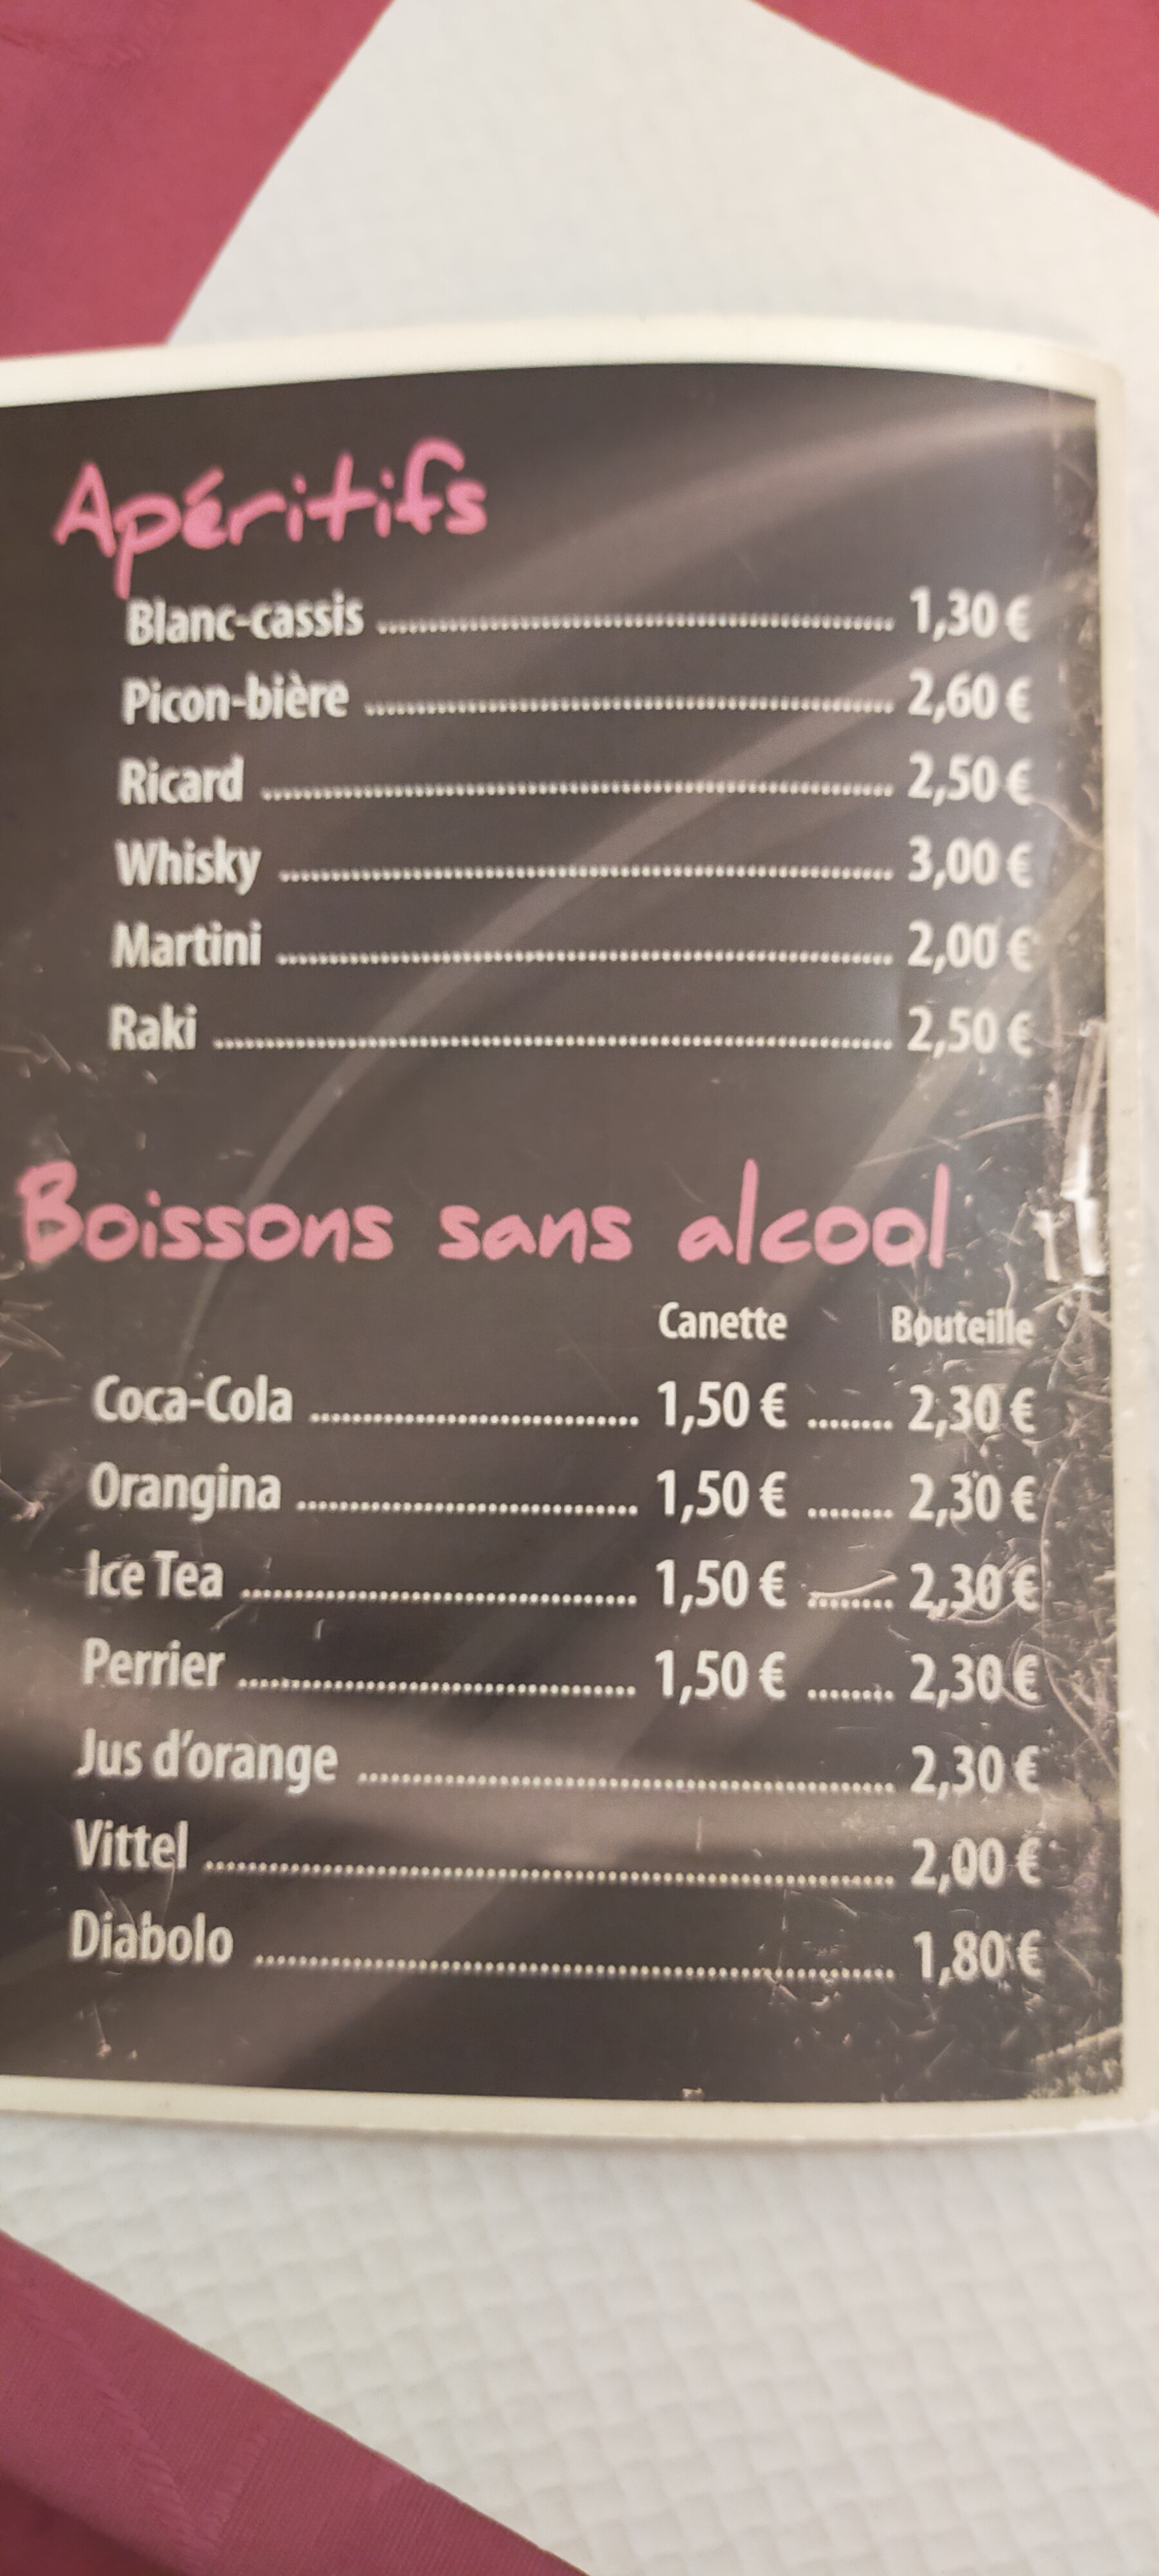 Apéritifs
Blanc-cassis 1,30 €
Picon-bière 2,60 €
Ricard 2,50 €
Whisky 3,00 €
Martini 2,00 €
Raki 2,50 €
Boissons sans alcool
Canette Bouteille
Coca-Cola 1,50 € 2,30 €
Orangina 1,50 € 2,30 €
Ice Tea 1,50 € 2,30 €
Perrier 1,50 € 2,30 €
Jus d'orange 2,30 €
Vittel 2,00 €
Diabolo 1,80 €